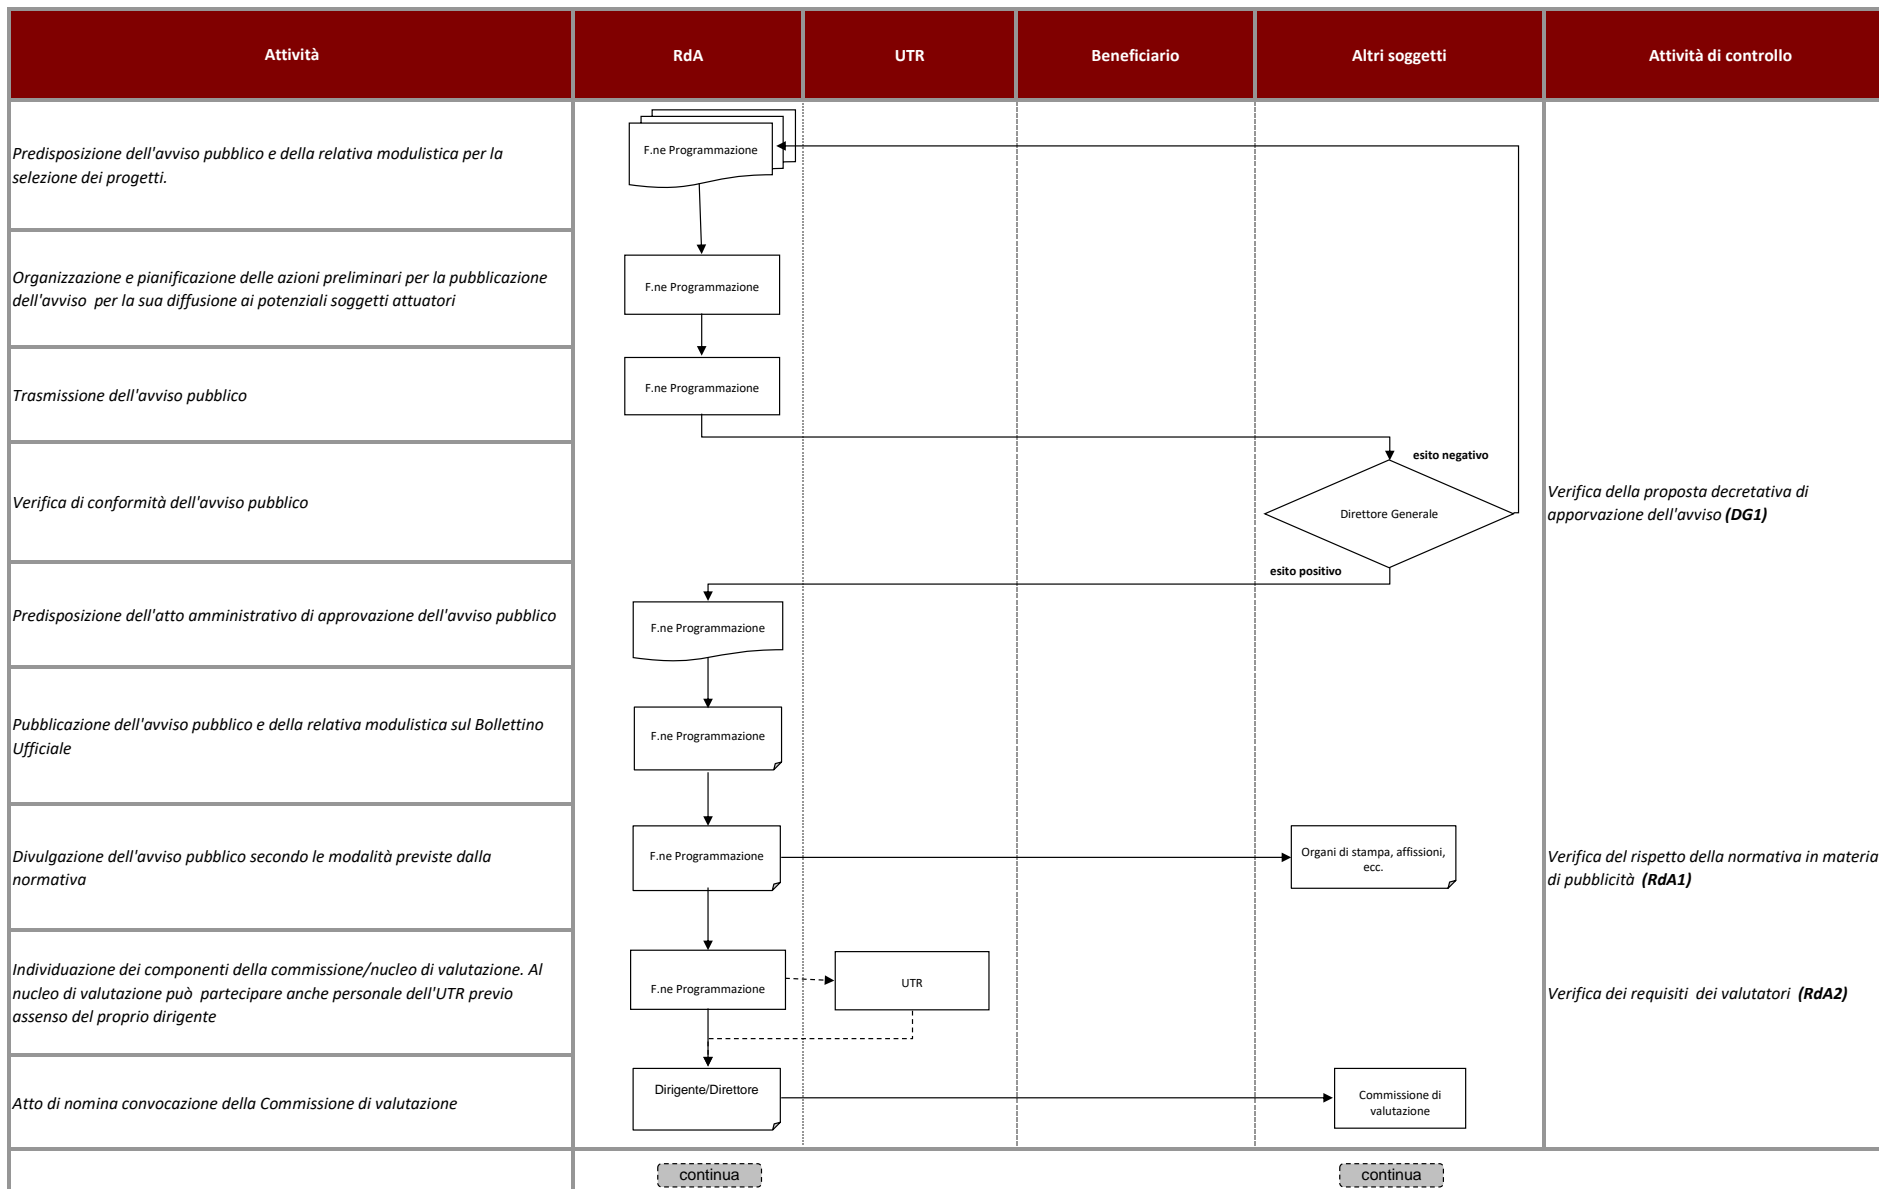 Attività
RdA
UTR
Beneficiario
Altri soggetti
Attività di controllo
Predisposizione dell'avviso pubblico e della relativa modulistica per la
selezione dei progetti.
F.ne Programmazione
Organizzazione e pianificazione delle azioni preliminari per la pubblicazione
dell'avviso per la sua diffusione ai potenziali soggetti attuatori
F.ne Programmazione
Trasmissione dell'avviso pubblico
F.ne Programmazione
esito negativo
Verifica di conformità dell'avviso pubblico
Direttore Generale
Verifica della proposta decretativa di
apporvazione dell'avviso (DG1)
esito positivo
Predisposizione dell'atto amministrativo di approvazione dell'avviso pubblico
F.ne Programmazione
Pubblicazione dell'avviso pubblico e della relativa modulistica sul Bollettino
Ufficiale
F.ne Programmazione
Divulgazione dell'avviso pubblico secondo le modalità previste dalla
normativa
F.ne Programmazione
Organi di stampa, affissioni,
ecc.
Verifica del rispetto della normativa in materia
di pubblicità (RdA1)
Individuazione dei componenti della commissione/nucleo di valutazione. Al
nucleo di valutazione può partecipare anche personale dell'UTR previo
assenso del proprio dirigente
F.ne Programmazione
UTR
Verifica dei requisiti dei valutatori (RdA2)
Atto di nomina convocazione della Commissione di valutazione
Dirigente/Direttore
Commissione di
valutazione
continua
continua